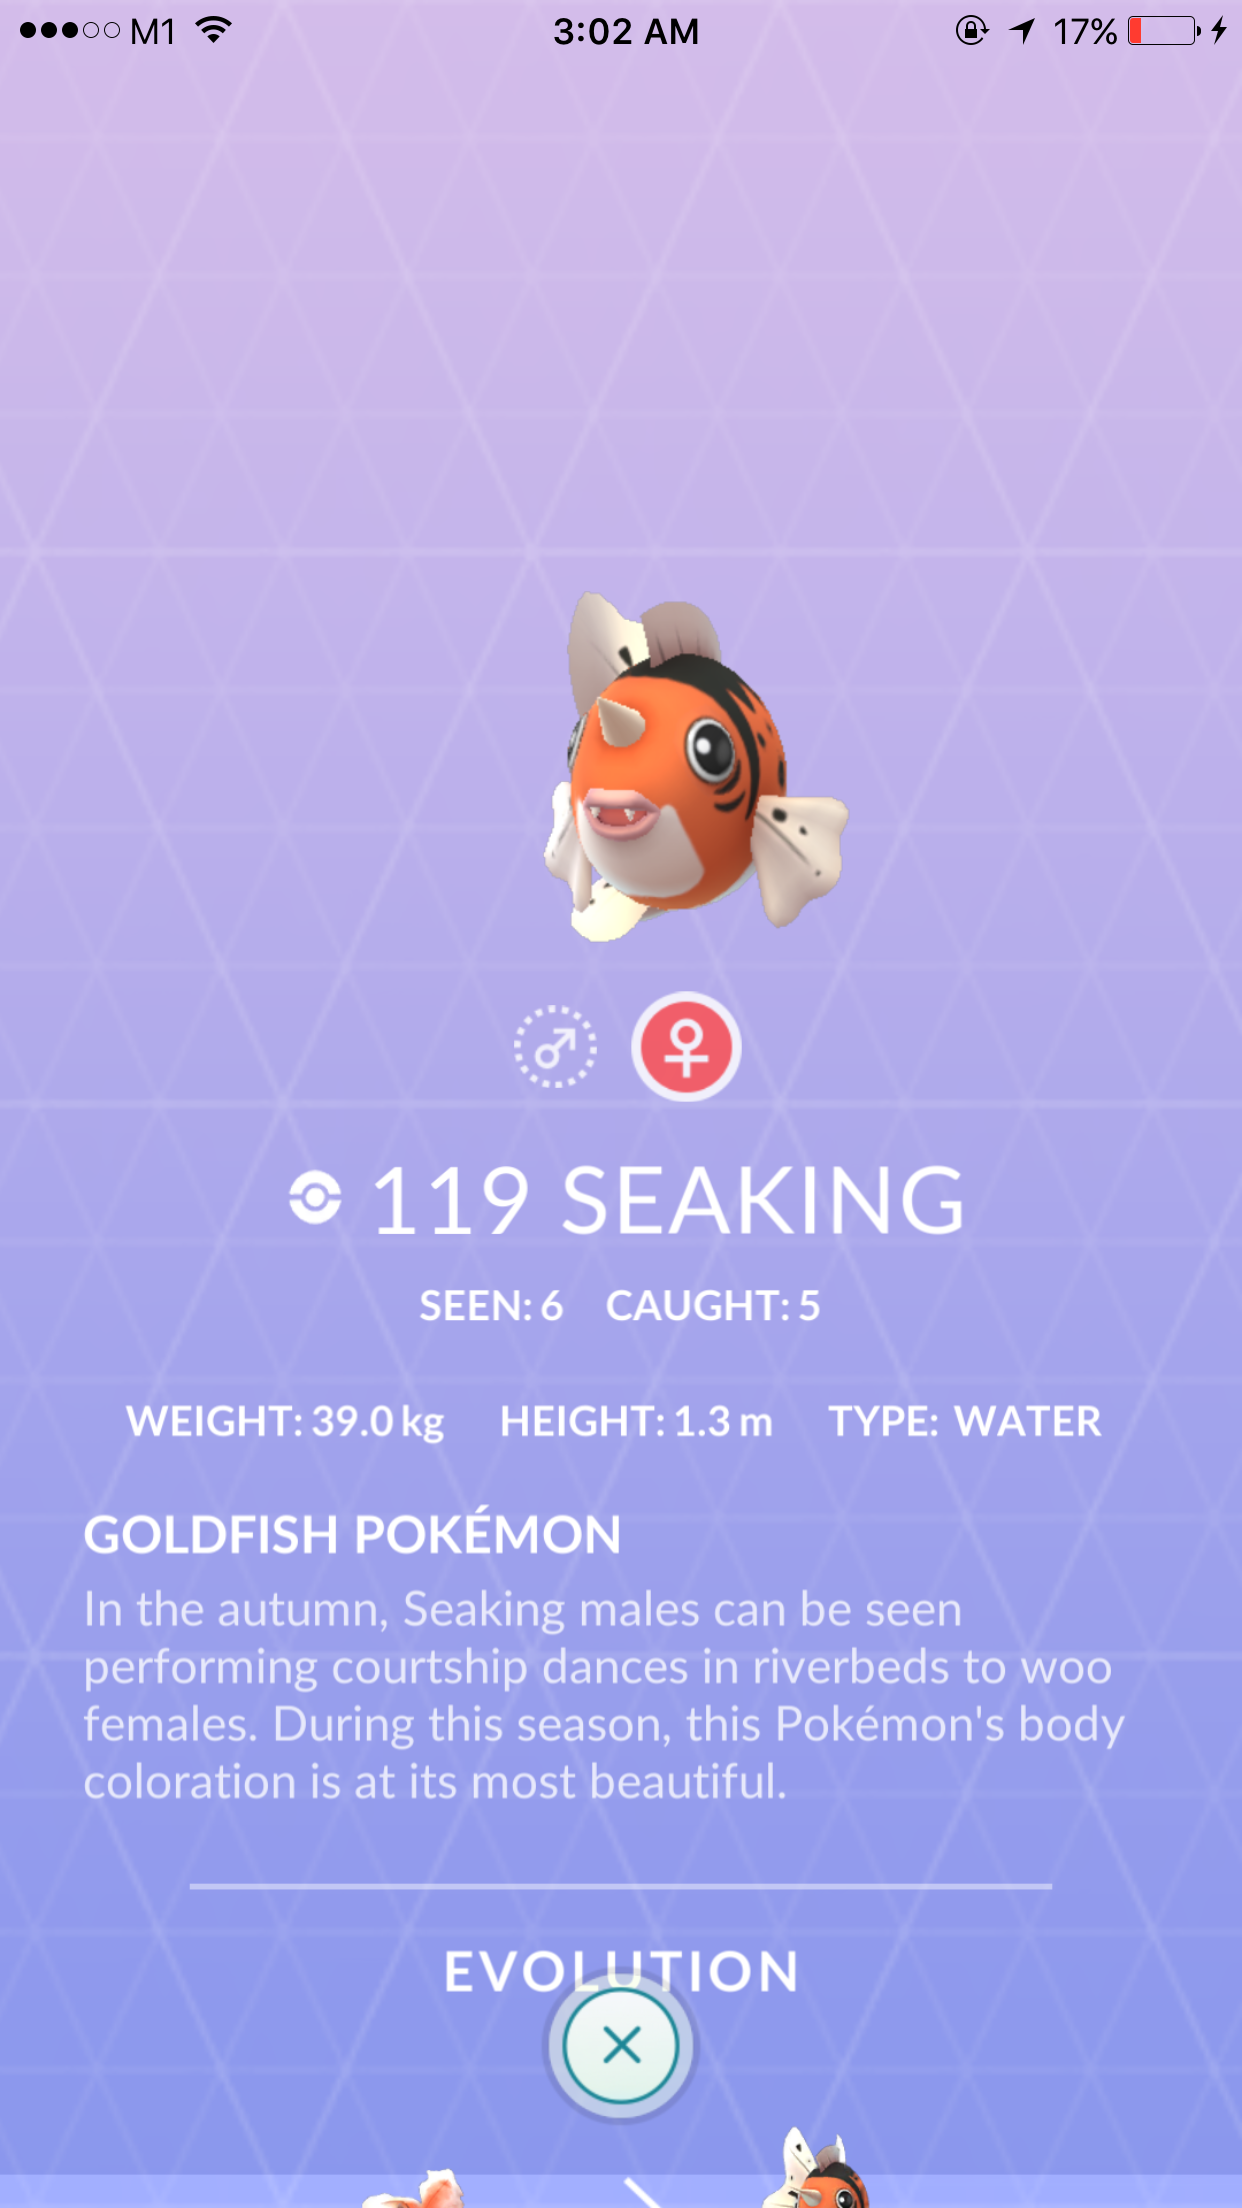 M1 3:02 AM 17%
119 SEAKING
SEEN: 6 CAUGHT: 5
WEIGHT: 39.0 kg HEIGHT: 1.3 m TYPE: WATER
GOLDFISH POKÉMON
In the autumn, Seaking males can be seen
performing courtship dances in riverbeds to woo
females. During this season, this Pokémon's body
coloration is at its most beautiful.
EVOLUTION